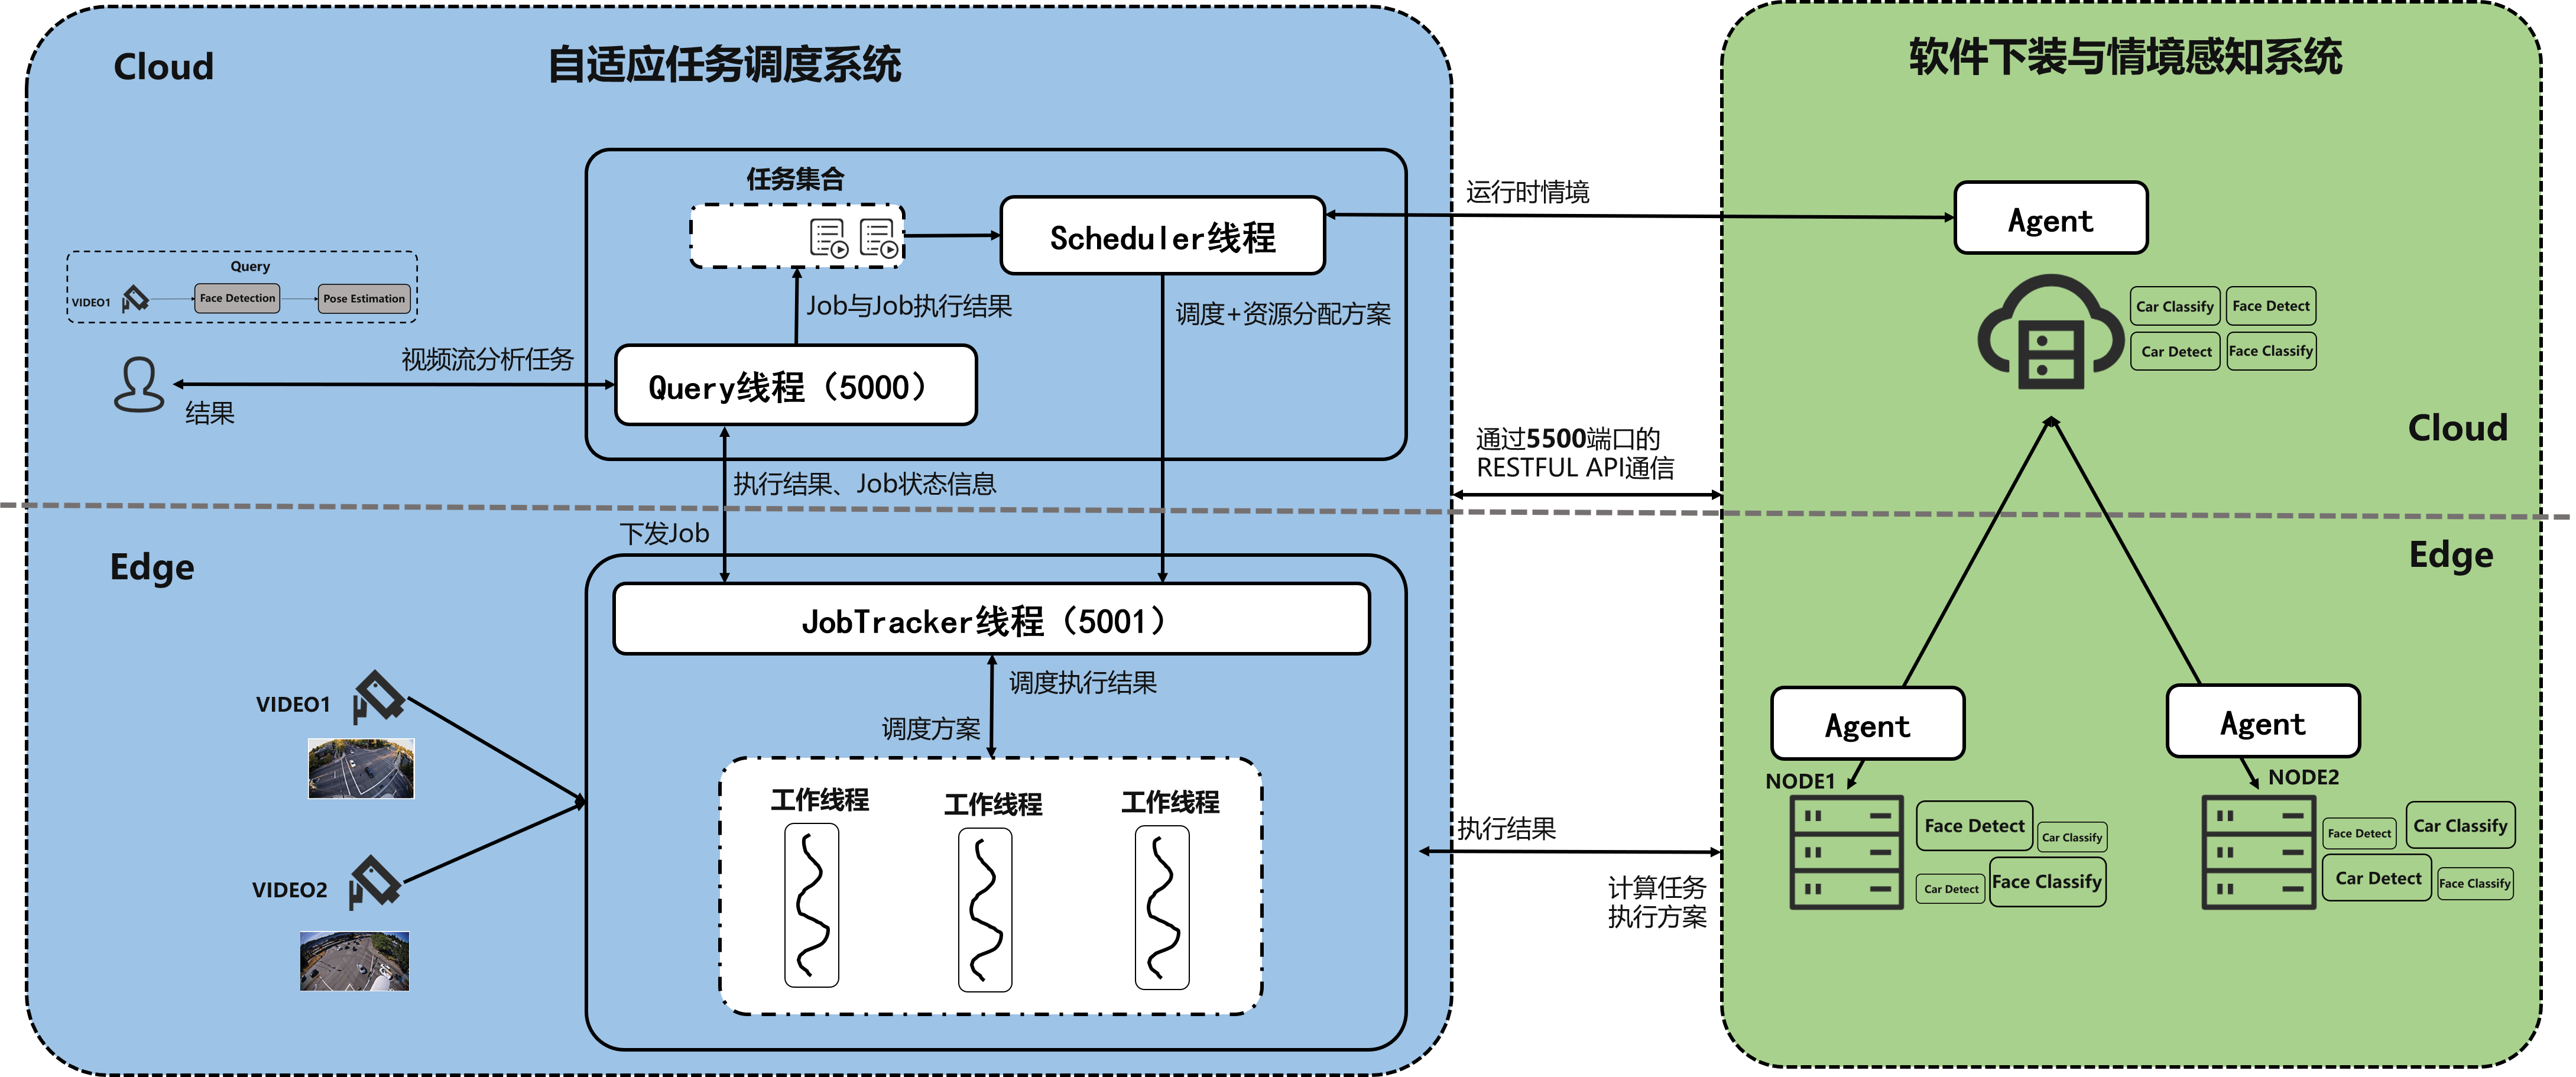 Cloud
自适应任务调度系统
任务集合
Scheduler线程
Query
VIDEO1
Face Detection
Pose Estimation
Job与Job执行结果
调度+资源分配方案
视频流分析任务
结果
Query线程（5000）
执行结果、Job状态信息
下发Job
Edge
JobTracker线程（5001）
调度执行结果
调度方案
VIDEO1
VIDEO2
工作线程
工作线程
工作线程
运行时情境
通过5500端口的
RESTFUL API通信
执行结果
计算任务
执行方案
软件下装与情境感知系统
Agent
Car Classify
Face Detect
Car Detect
Face Classify
Cloud
Edge
Agent
Agent
NODE1
Face Detect
Car Classify
Car Detect
Face Classify
NODE2
Face Detect
Car Classify
Car Detect
Face Classify